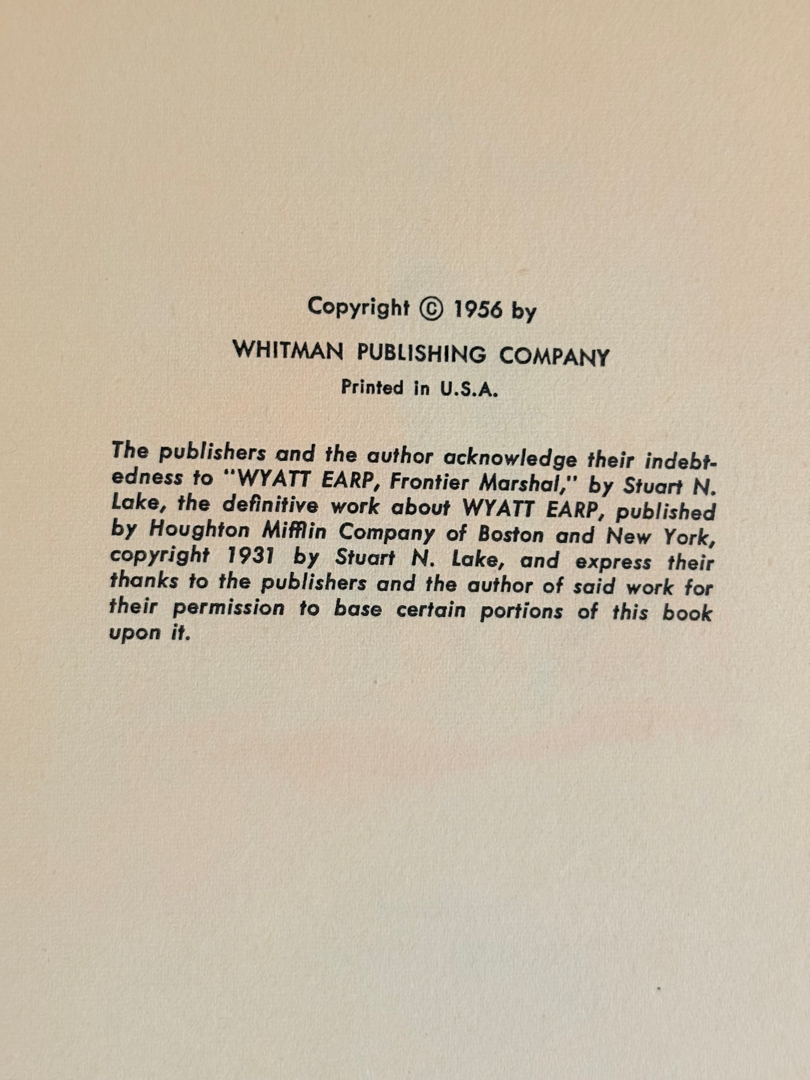 Copyright © 1956 by
WHITMAN PUBLISHING COMPANY
Printed in U.S.A.
The publishers and the author acknowledge their indebt-
edness to "WYATT EARP, Frontier Marshal," by Stuart N.
Lake, the definitive work about WYATT EARP, published
by Houghton Mifflin Company of Boston and New York,
copyright 1931 by Stuart N. Lake, and express their
thanks to the publishers and the author of said work for
their permission to base certain portions of this book
upon it.